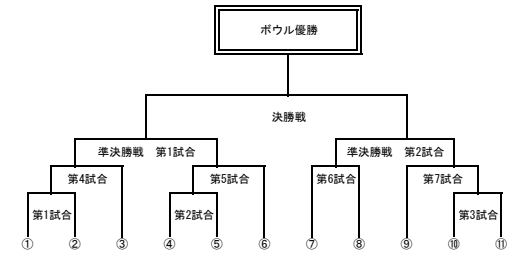 ボウル優勝
決勝戦
準決勝戦　第1試合 準決勝戦　第2試合
第4試合 第5試合 第6試合 第7試合
第1試合 第2試合 第3試合
① ② ③ ④ ⑤ ⑥ ⑦ ⑧ ⑨ ⑩ ⑪